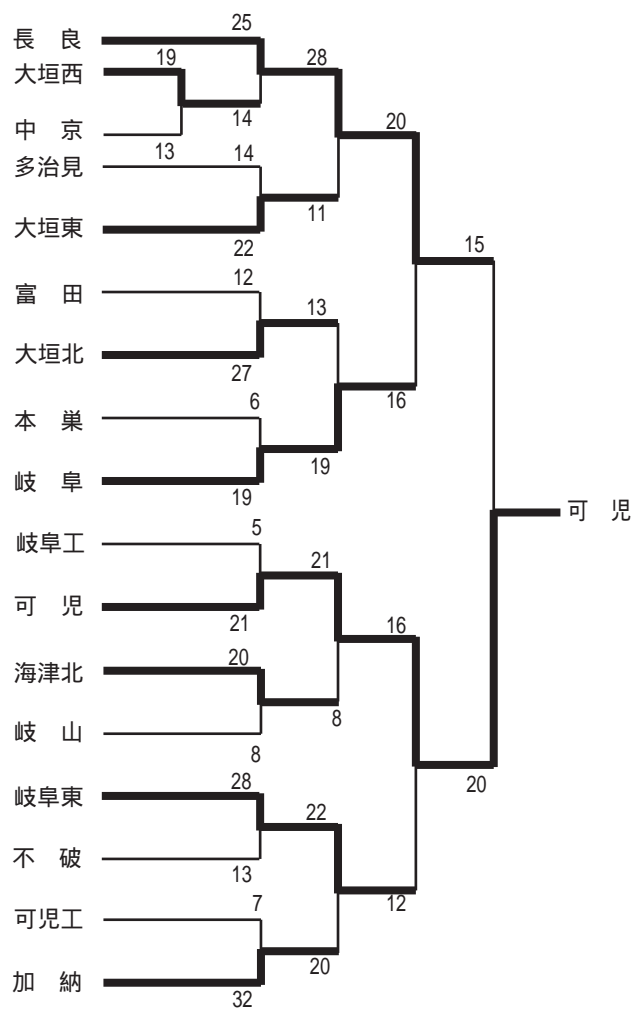 25
長　良
19
28
大垣西
14
20
中　京
13
14
多治見
11
大垣東
22
15
12
富　田
13
大垣北
27
16
6
本　巣
19
岐　阜
19
可　児
5
岐阜工
21
可　児
21
16
20
海津北
8
岐　山
8
20
28
岐阜東
22
不　破
13
12
7
可児工
20
加　納
32